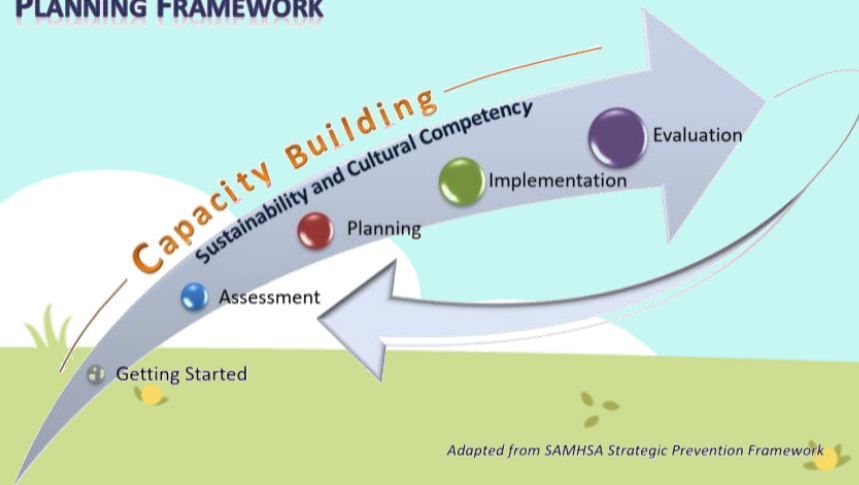 PLANNING FRAMEWORK
Capacity Building
Sustainability and Cultural Competency
Evaluation
Implementation
Planning
Assessment
Getting Started
Adapted from SAMHSA Strategic Prevention Framework